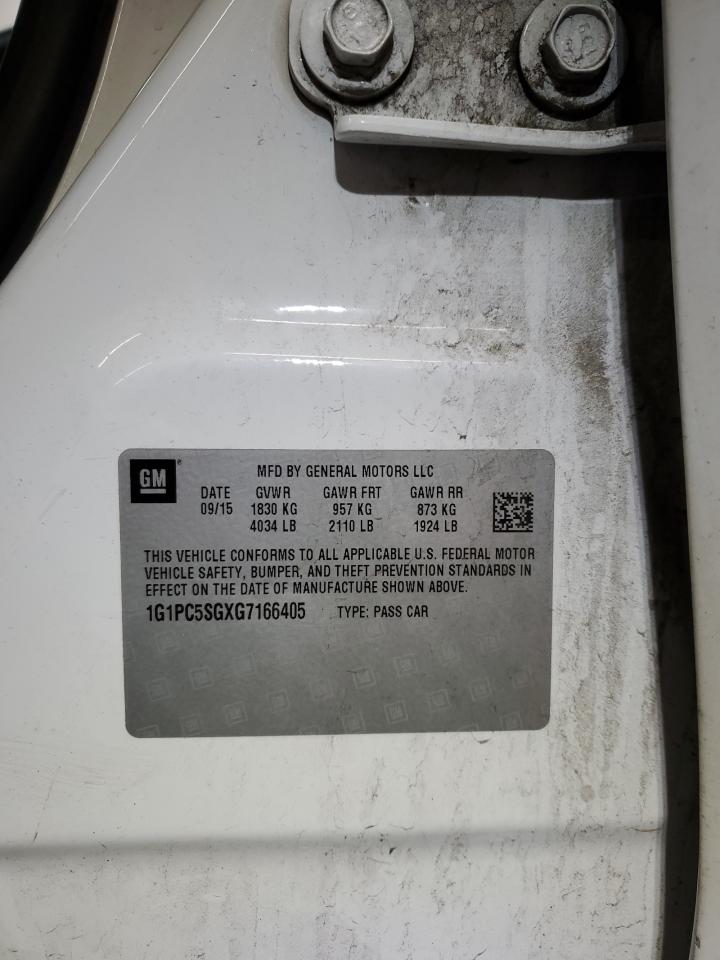 GM
MFD BY GENERAL MOTORS LLC
DATE GVWR GAWR FRT GAWR RR
09/15 1830 KG 957 KG 873 KG
4034 LB 2110 LB 1924 LB
THIS VEHICLE CONFORMS TO ALL APPLICABLE U.S. FEDERAL MOTOR
VEHICLE SAFETY, BUMPER, AND THEFT PREVENTION STANDARDS IN
EFFECT ON THE DATE OF MANUFACTURE SHOWN ABOVE.
1G1PC5SGXG7166405 TYPE: PASS CAR